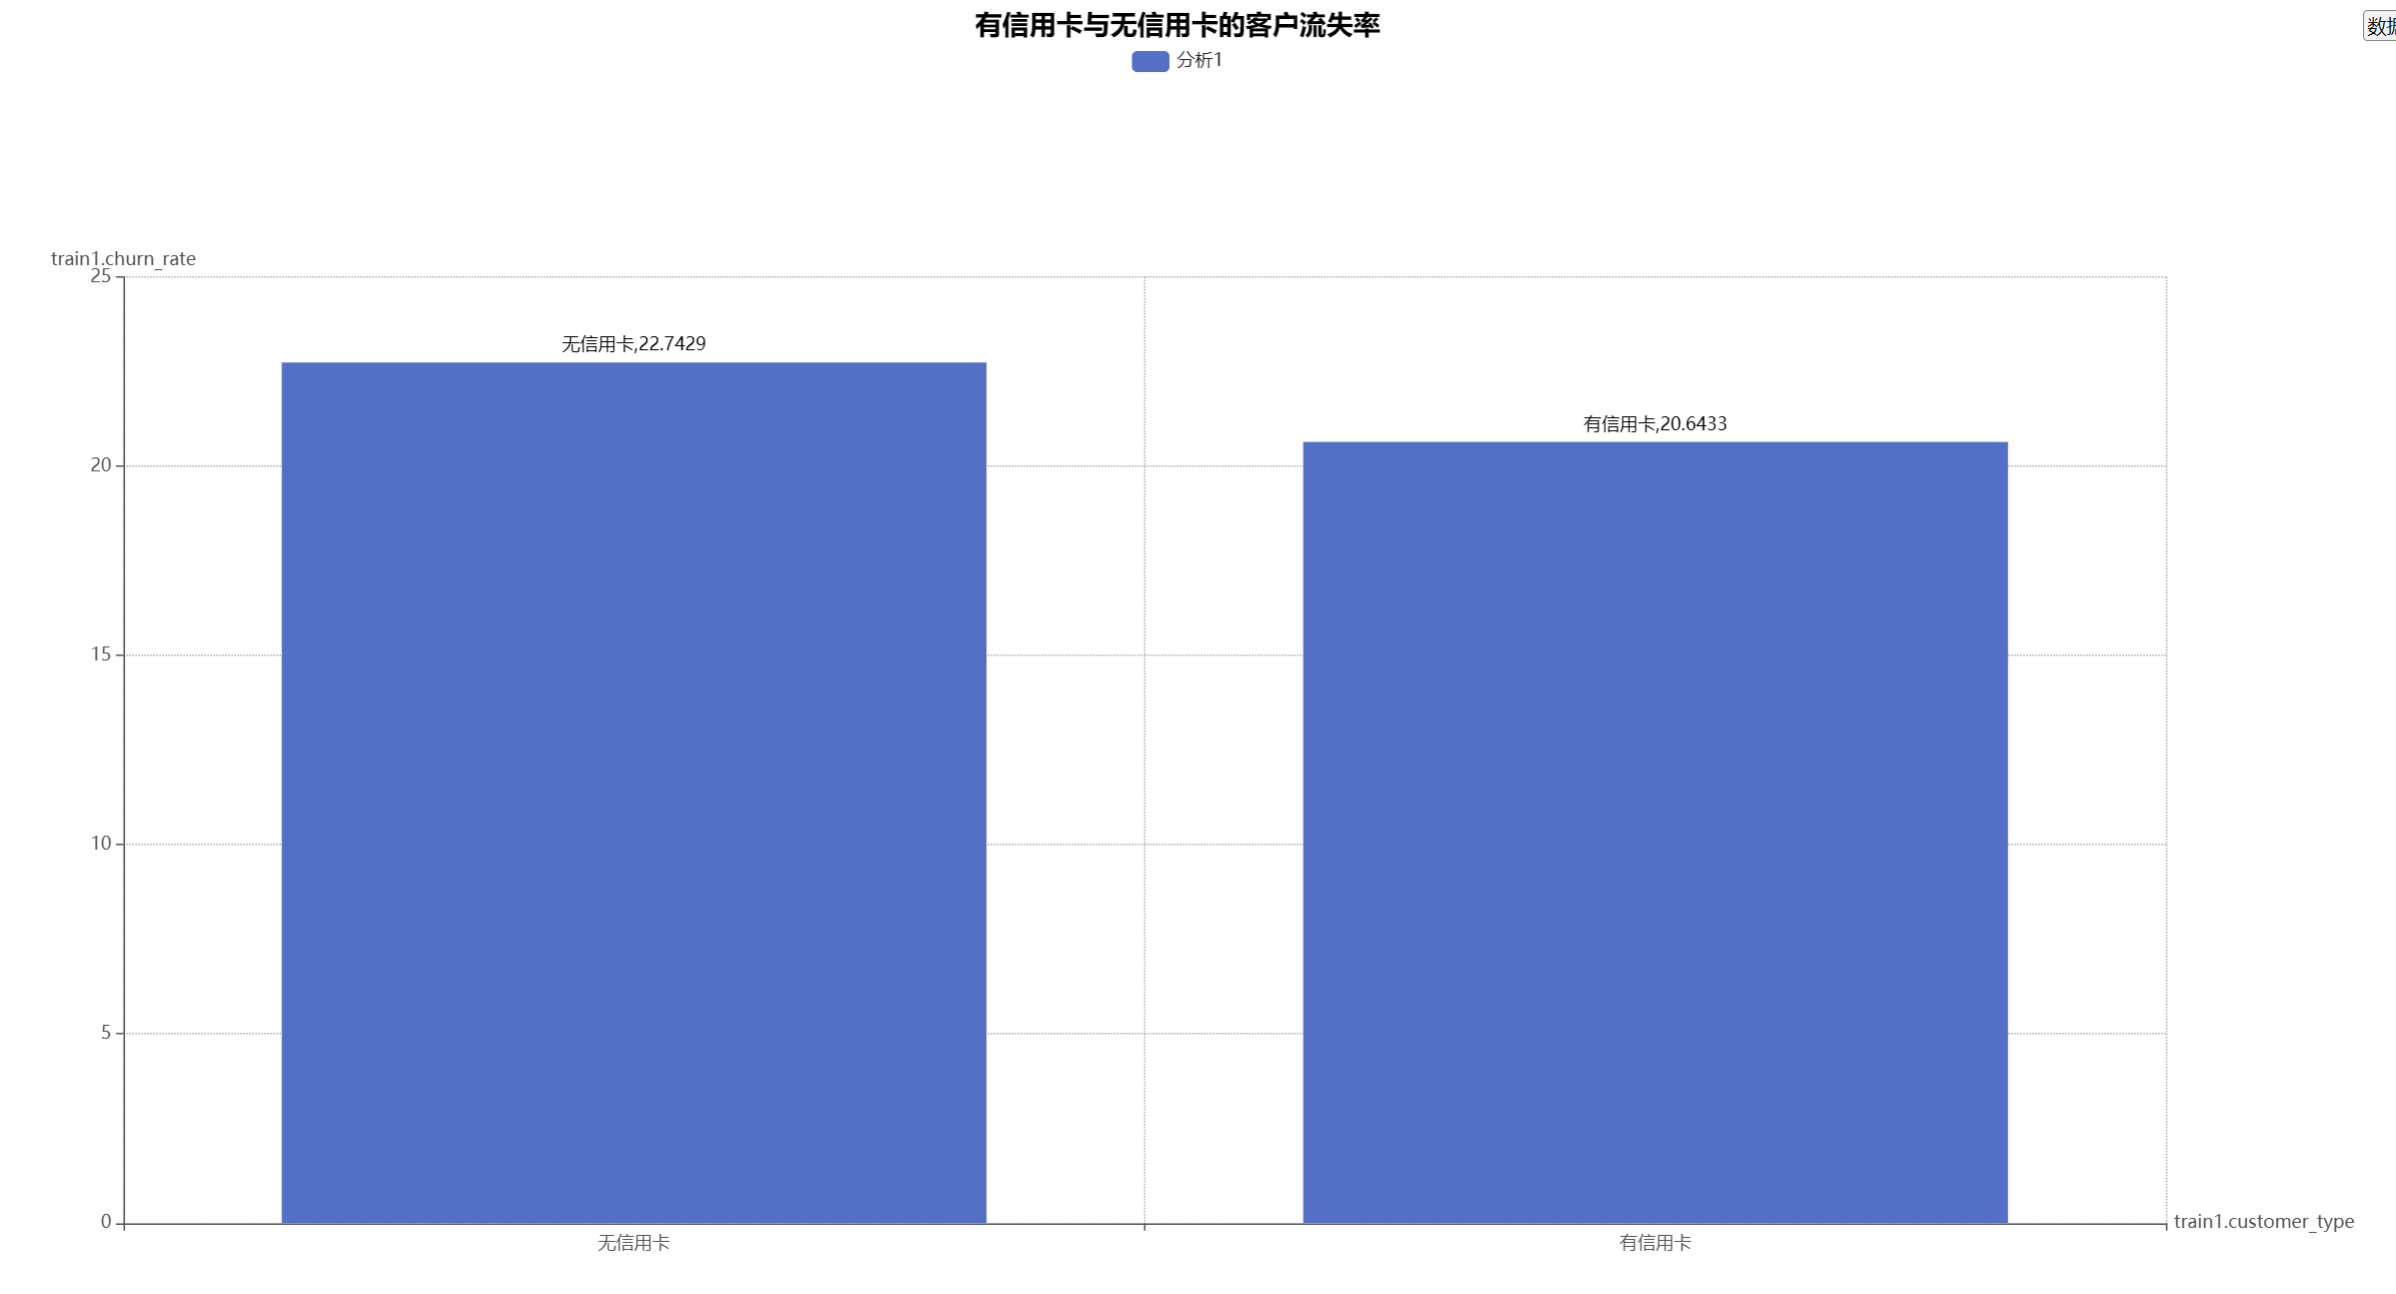 有信用卡与无信用卡的客户流失率
数据
分析1
train1.churn_rate
25
无信用卡,22.7429
有信用卡,20.6433
20
15
10
5
0
train1.customer_type
无信用卡
有信用卡